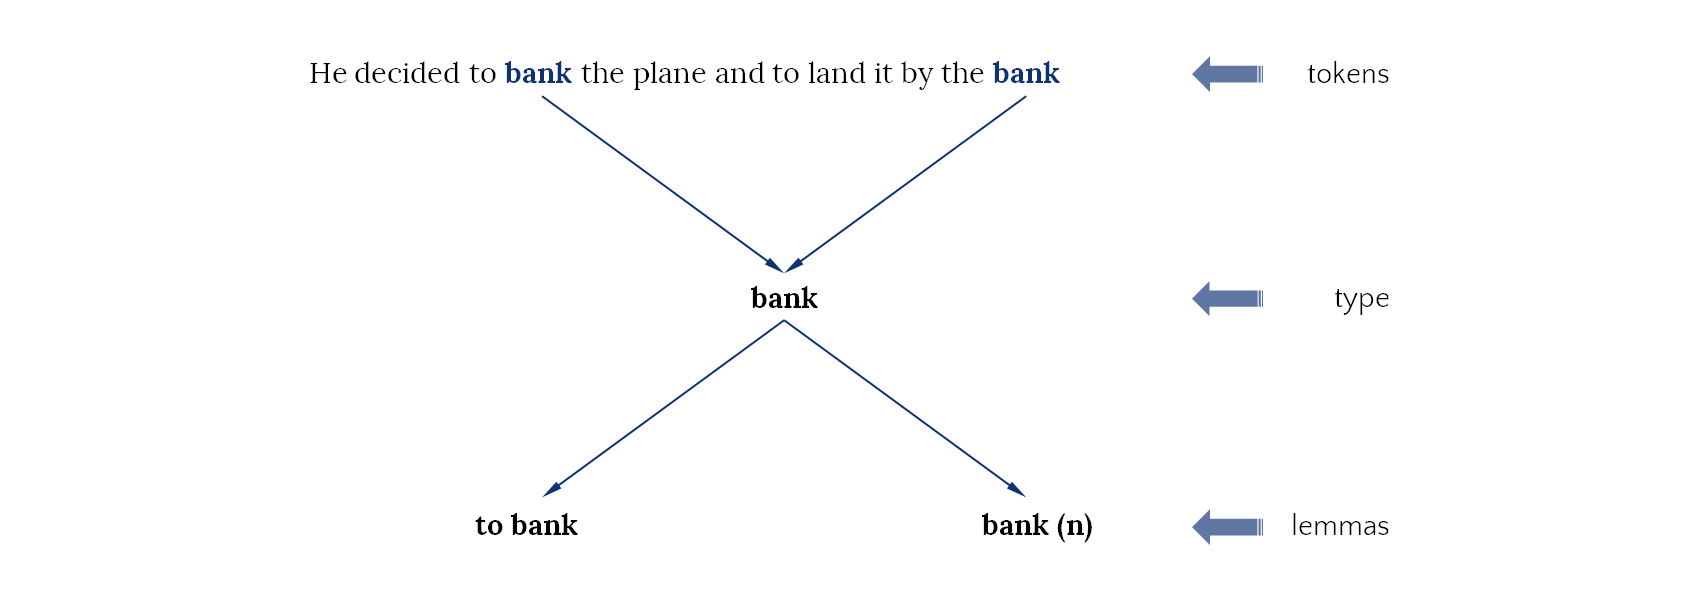 He decided to bank the plane and to land it by the bank
tokens
bank
type
to bank
bank (n)
lemmas